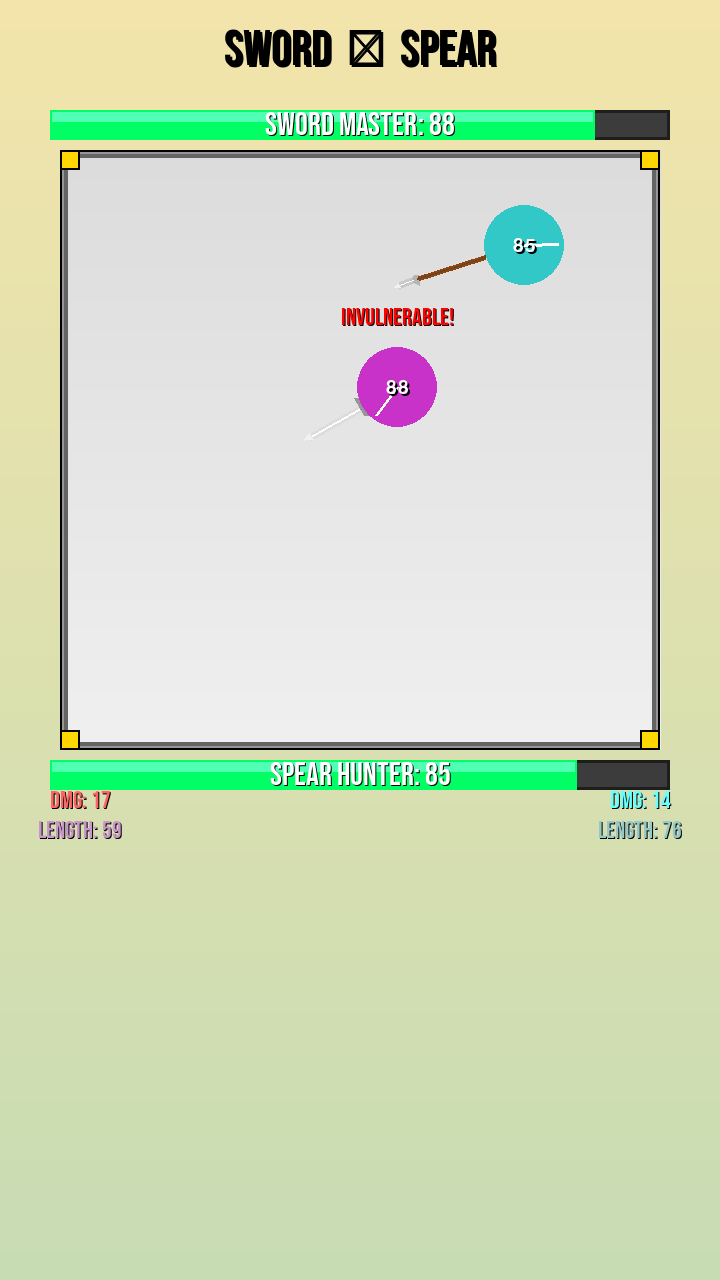 SWORD ☒ SPEAR
SWORD MASTER: 88
85
INVULNERABLE!
88
SPEAR HUNTER: 85
DMG: 17
DMG: 14
LENGTH: 59
LENGTH: 76